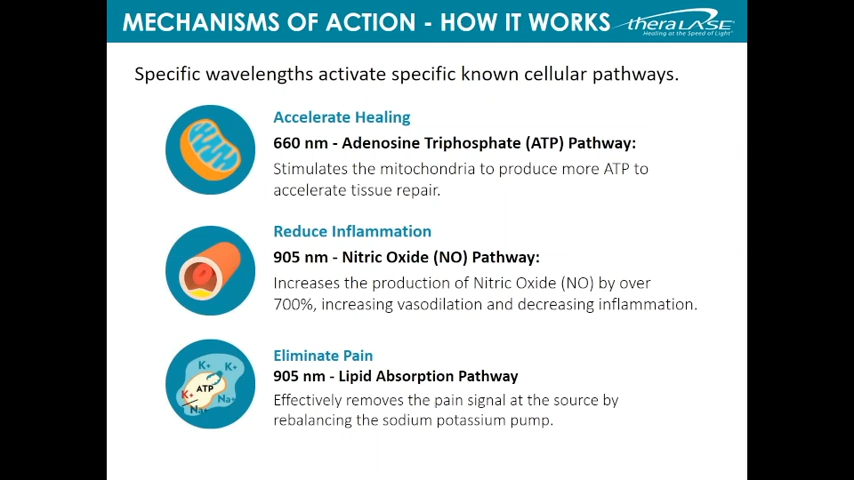 MECHANISMS OF ACTION - HOW IT WORKS
theraLASE
Healing at the Speed of Light®
Specific wavelengths activate specific known cellular pathways.
Accelerate Healing
660 nm - Adenosine Triphosphate (ATP) Pathway:
Stimulates the mitochondria to produce more ATP to
accelerate tissue repair.
Reduce Inflammation
905 nm - Nitric Oxide (NO) Pathway:
Increases the production of Nitric Oxide (NO) by over
700%, increasing vasodilation and decreasing inflammation.
Eliminate Pain
905 nm - Lipid Absorption Pathway
Effectively removes the pain signal at the source by
rebalancing the sodium potassium pump.
K+ K+
ATP
K+ Na+
Na+